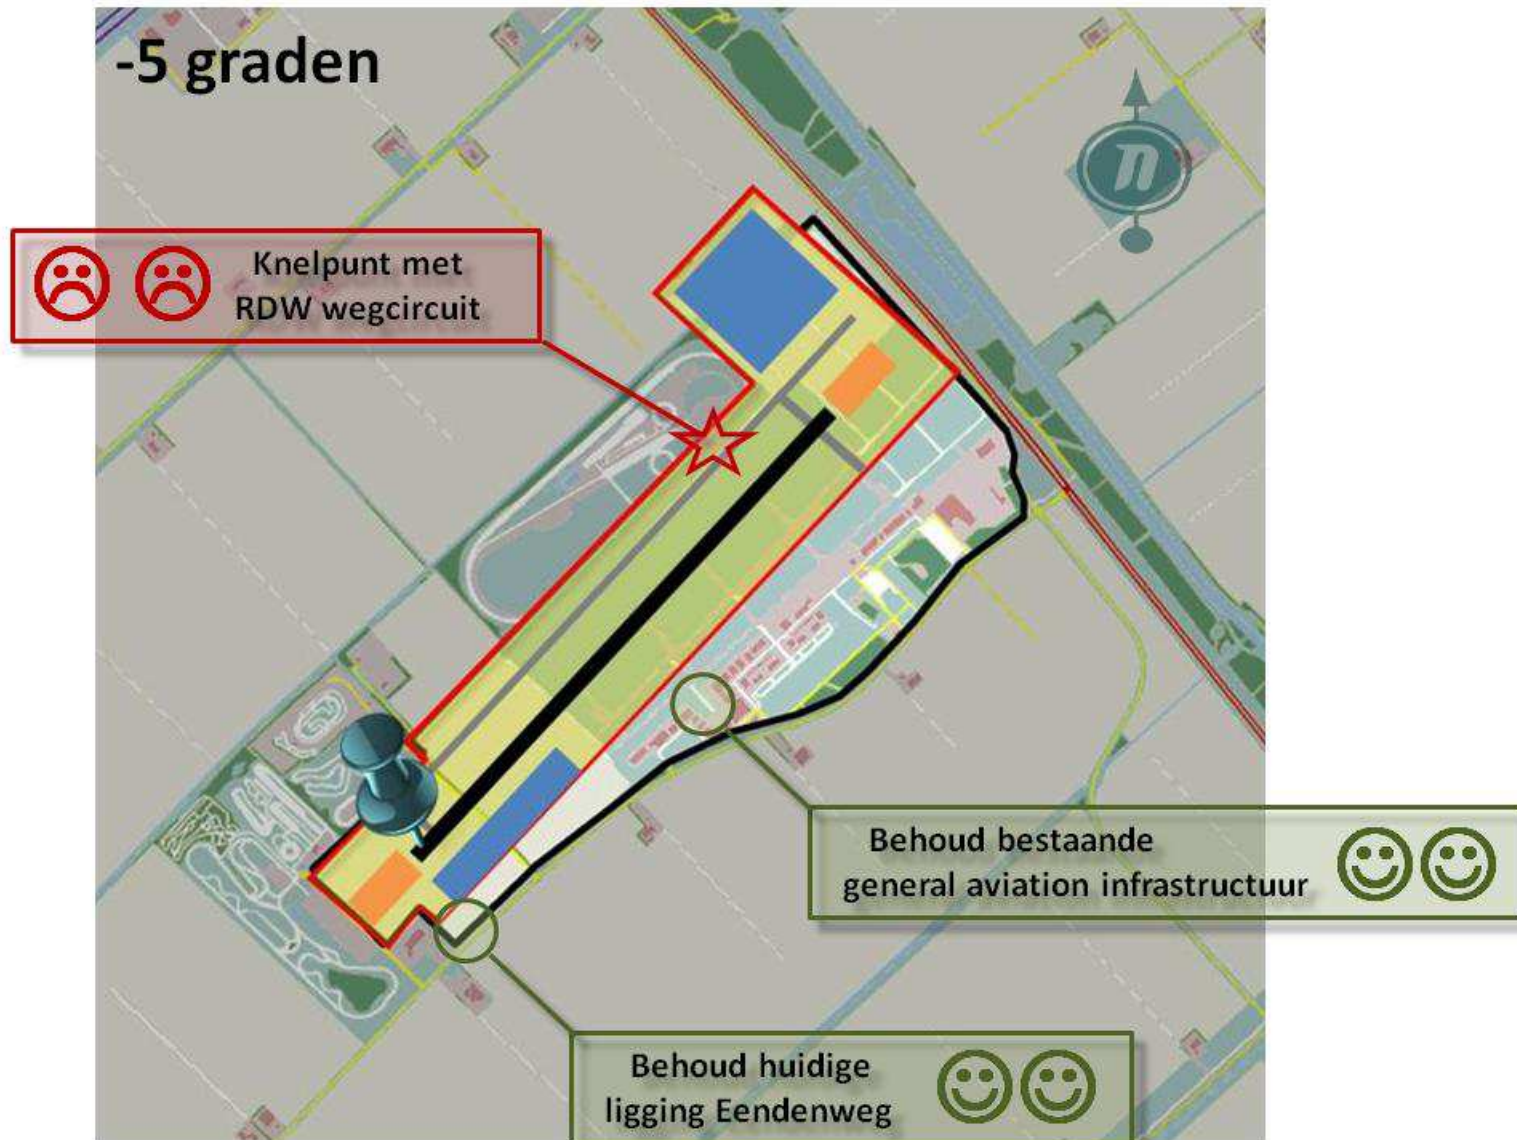 -5 graden
n
Knelpunt met
RDW wegcircuit
Behoud bestaande
general aviation infrastructuur
Behoud huidige
ligging Eendenweg